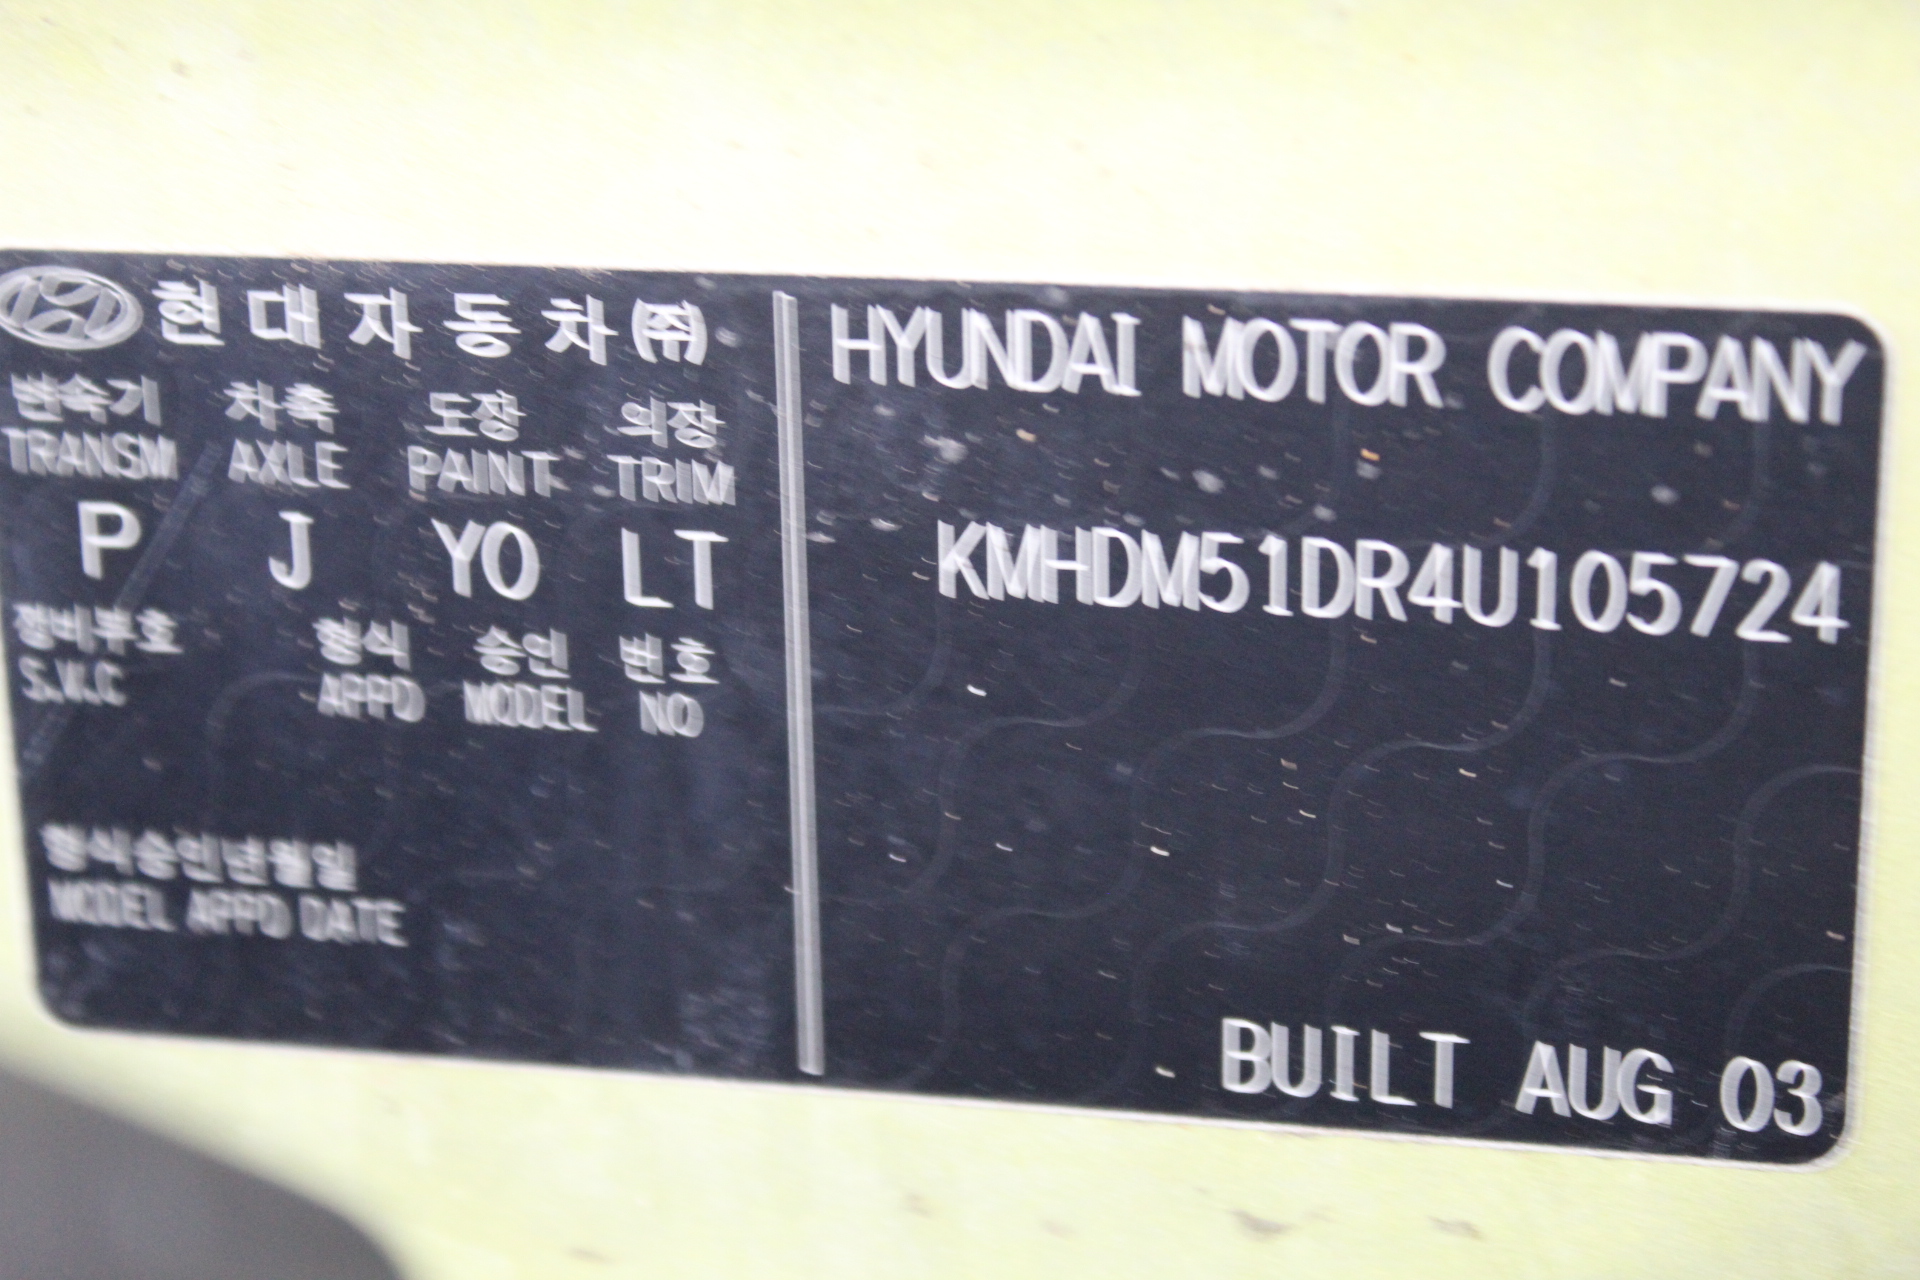 현대자동차㈜
변속기 차축 도장 의장
TRANSM AXLE PAINT TRIM
P J YO LT
정비부호 형식 승인 번호
S.V.C APPD MODEL NO
형식승인년월일
MODEL APPD DATE
HYUNDAI MOTOR COMPANY
KMHDM51DR4U105724
BUILT AUG 03